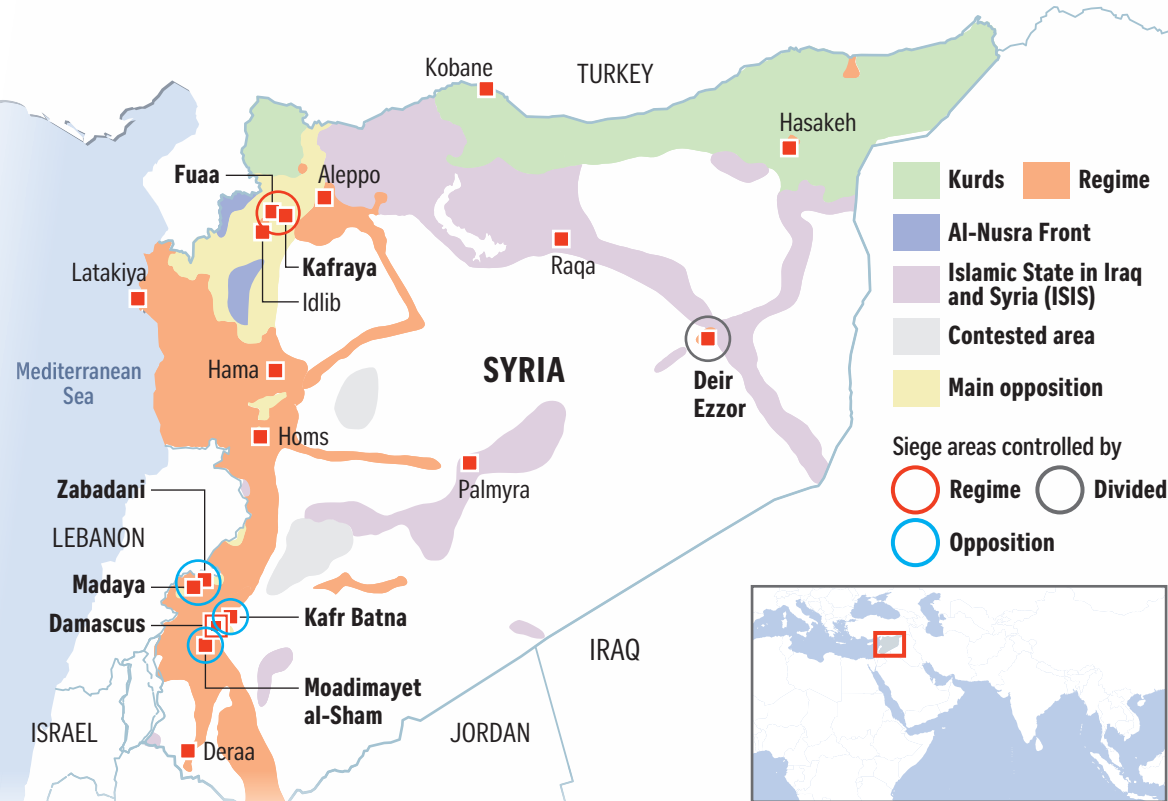 Kobane
TURKEY
Hasakeh
Fuaa
Aleppo
Kafraya
Idlib
Latakiya
Raqa
Mediterranean
Sea
Hama
SYRIA
Deir
Ezzor
Homs
Palmyra
Zabadani
LEBANON
Madaya
Damascus
Kafr Batna
IRAQ
Moadimayet
al-Sham
ISRAEL
Deraa
JORDAN
Kurds
Regime
Al-Nusra Front
Islamic State in Iraq
and Syria (ISIS)
Contested area
Main opposition
Siege areas controlled by
Regime
Divided
Opposition